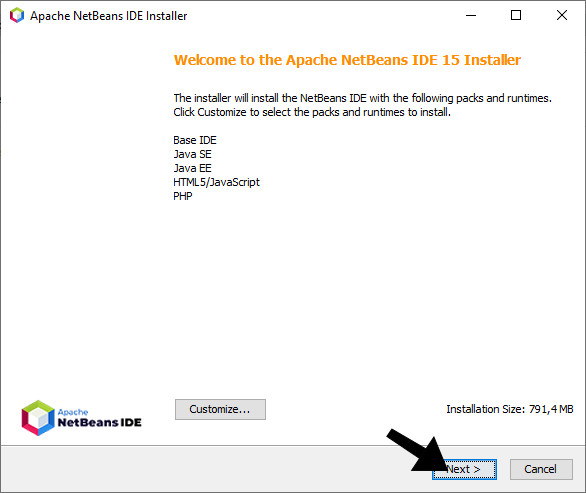 Apache NetBeans IDE Installer
Welcome to the Apache NetBeans IDE 15 Installer
The installer will install the NetBeans IDE with the following packs and runtimes.
Click Customize to select the packs and runtimes to install.
Base IDE
Java SE
Java EE
HTML5/JavaScript
PHP
Apache
NetBeans IDE
Customize...
Installation Size: 791,4 MB
Next >
Cancel